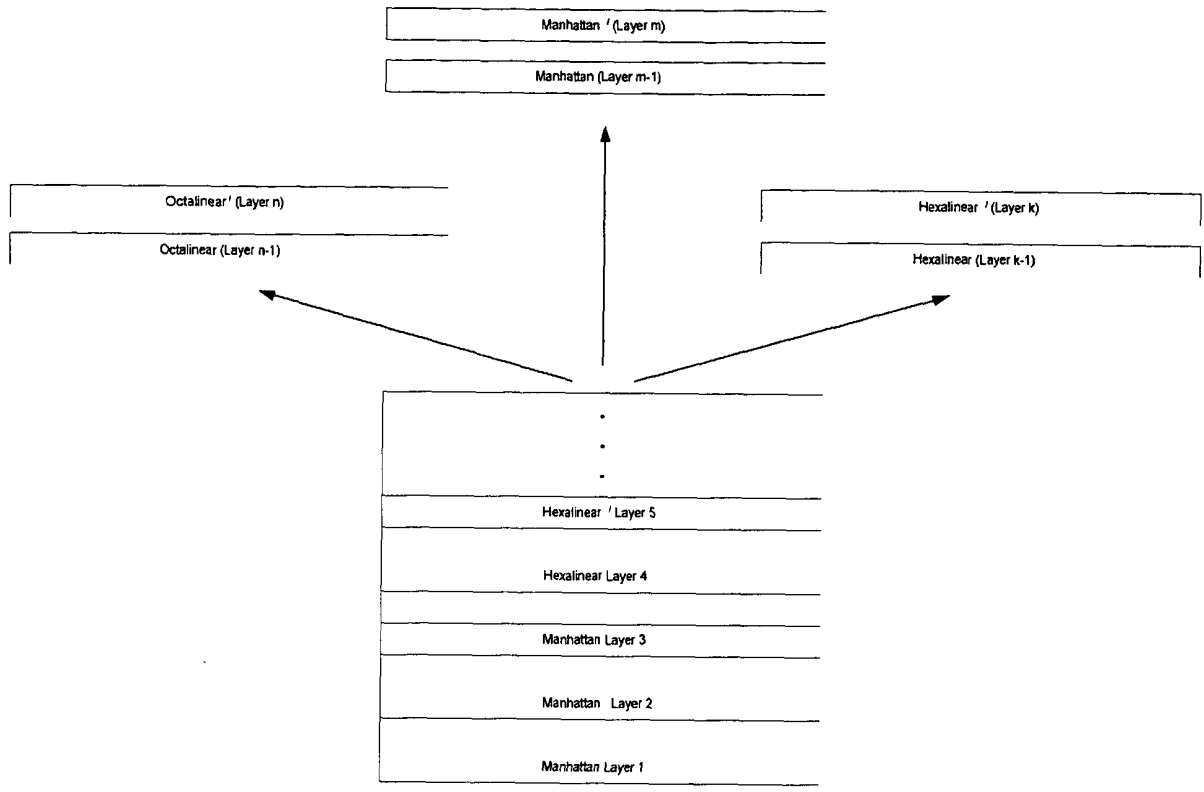 Manhattan ′ (Layer m)
Manhattan (Layer m-1)
Octalinear ′ (Layer n)
Octalinear (Layer n-1)
Hexalinear ′ (Layer k)
Hexalinear (Layer k-1)
Hexalinear ′ Layer 5
Hexalinear Layer 4
Manhattan Layer 3
Manhattan Layer 2
Manhattan Layer 1